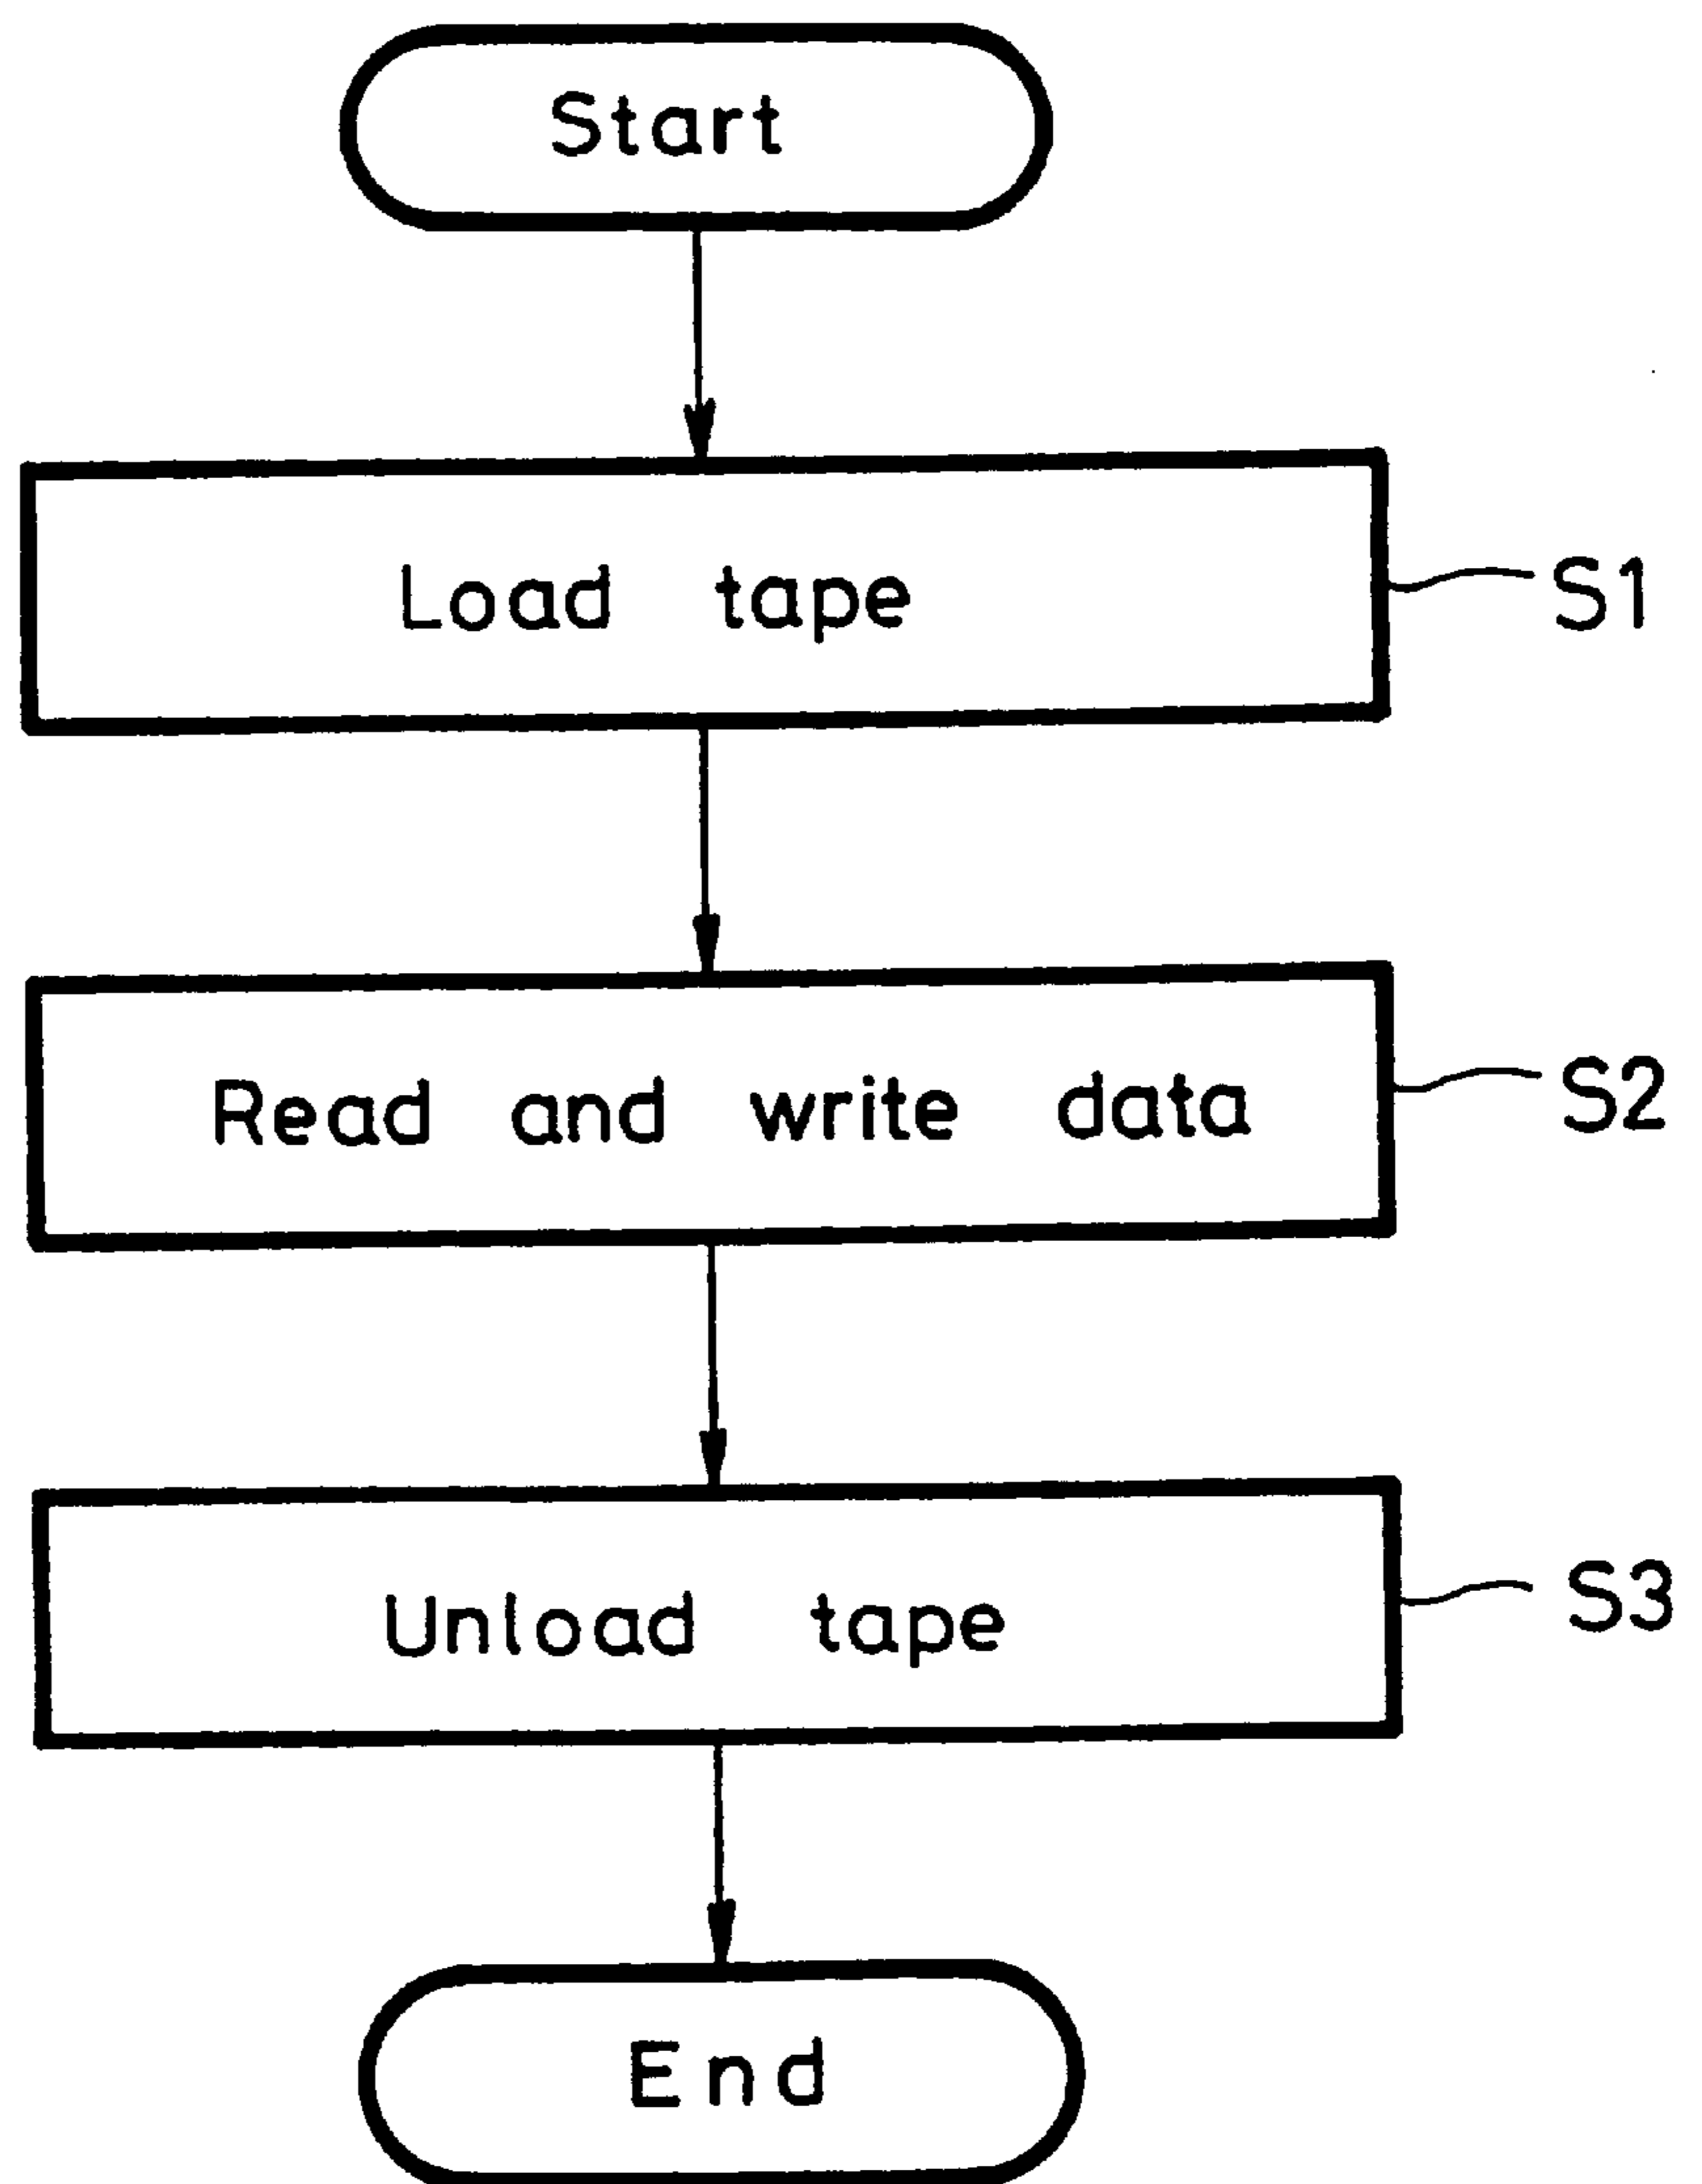 Start
Load tape
S1
Read and write data
S2
Unload tape
S3
End